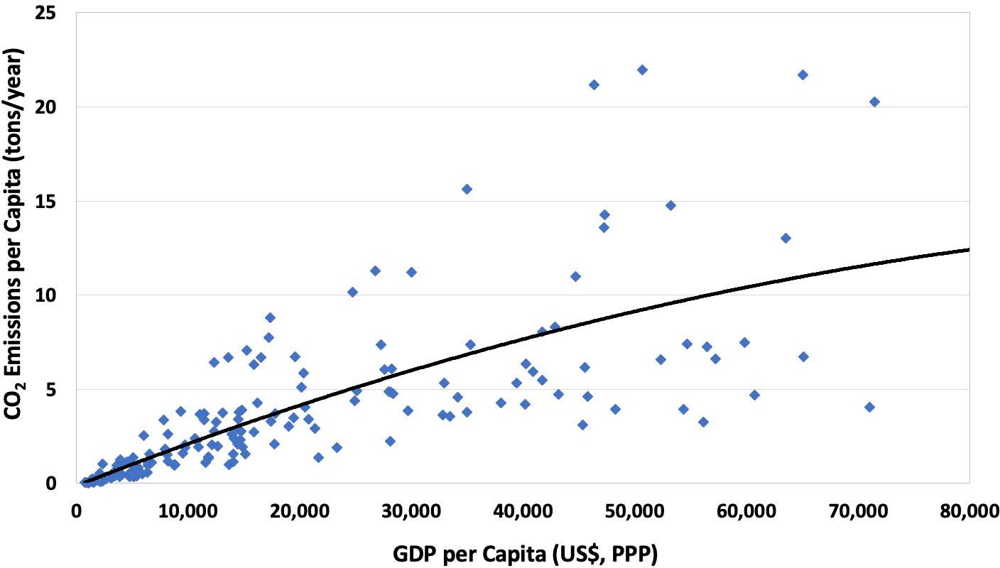 25
20
15
10
5
0
CO₂ Emissions per Capita (tons/year)
0 10,000 20,000 30,000 40,000 50,000 60,000 70,000 80,000
GDP per Capita (US$, PPP)